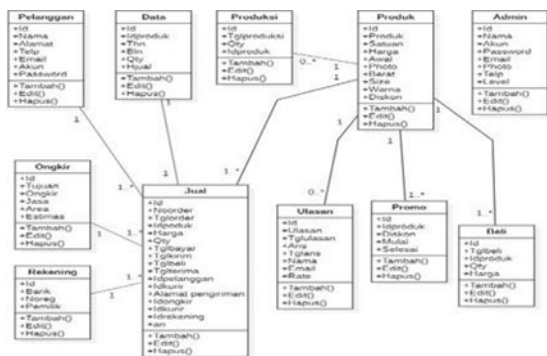 Pelanggan
+Id
+Nama
+Alamat
+Telp
+Email
+Akun
+Password
+Tambah()
+Edit()
+Hapus()
1
Data
+Id
+Idproduk
+Thn
+Bln
+Qty
+Hjual
+Tambah()
+Edit()
+Hapus()
1
Produksi
+Id
+Tglproduksi
+Qty
+Idproduk
+Tambah()
+Edit()
+Hapus()
0..*
1
1
Produk
+Id
+Produk
+Satuan
+Harga
+Awal
+Photo
+Berat
+Size
+Warna
+Diskon
+Tambah()
+Edit()
+Hapus()
1
1
1
Admin
+Id
+Nama
+Akun
+Password
+Email
+Photo
+Telp
+Level
+Tambah()
+Edit()
+Hapus()
Ongkir
+Id
+Tujuan
+Ongkir
+Jasa
+Area
+Estimasi
+Tambah()
+Edit()
+Hapus()
1
Rekening
+Id
+Bank
+Noreg
+Pemilik
+Tambah()
+Edit()
+Hapus()
1
1..*
1
1..*
1..*
1..*
Jual
+Id
+Noorder
+Tglorder
+Idproduk
+Harga
+Qty
+Tglbayar
+Tglkirim
+Tglbeli
+Tglterima
+Idpelanggan
+Idkurir
+Alamat pengiriman
+Idongkir
+Idkurir
+Idrekening
+an
+Tambah()
+Edit()
+Hapus()
0..*
Ulasan
+Id
+Ulasan
+Tglulasan
+Ans
+Tglans
+Nama
+Email
+Rate
+Tambah()
+Edit()
+Hapus()
1..*
Promo
+Id
+Idproduk
+Diskon
+Mulai
+Selesai
+Tambah()
+Edit()
+Hapus()
1..*
Beli
+Id
+Tglbeli
+Idproduk
+Qty
+Harga
+Tambah()
+Edit()
+Hapus()